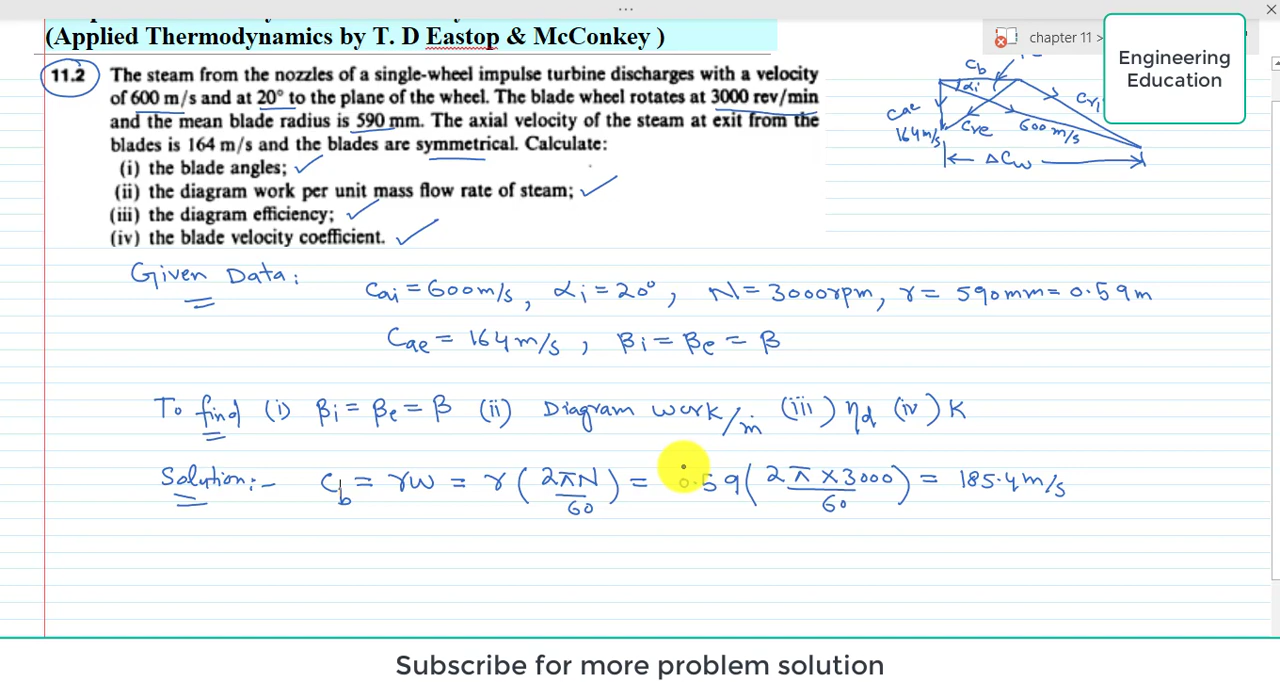 (Applied Thermodynamics by T. D Eastop & McConkey )
chapter 11 >
Engineering
Education
11.2 The steam from the nozzles of a single-wheel impulse turbine discharges with a velocity
of 600 m/s and at 20° to the plane of the wheel. The blade wheel rotates at 3000 rev/min
and the mean blade radius is 590 mm. The axial velocity of the steam at exit from the
blades is 164 m/s and the blades are symmetrical. Calculate:
(i) the blade angles;
(ii) the diagram work per unit mass flow rate of steam;
(iii) the diagram efficiency;
(iv) the blade velocity coefficient.
Cb
αi
Cae
164m/s
Cre
600m/s
Cri
ΔCw
Given Data:
Cai = 600m/s, αi = 20°, N = 3000rpm, r = 590mm = 0.59m
Cae = 164m/s, βi = βe = β
To find (i) βi = βe = β (ii) Diagram work/ṁ (iii) ηd (iv) K
Solution:- Cb = rω = r(2πN/60) = 0.59(2π×3000/60) = 185.4m/s
Subscribe for more problem solution